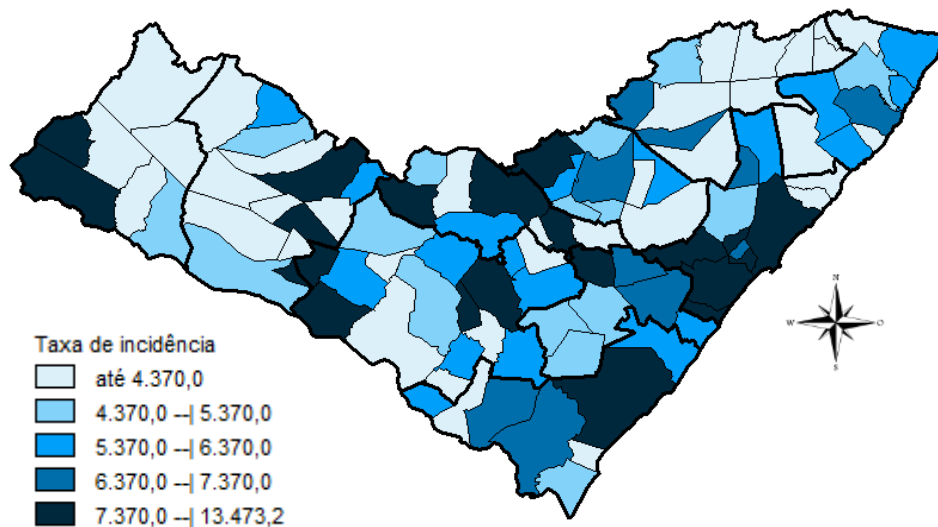 N
W
O
S
Taxa de incidência
até 4.370,0
4.370,0 --| 5.370,0
5.370,0 --| 6.370,0
6.370,0 --| 7.370,0
7.370,0 --| 13.473,2